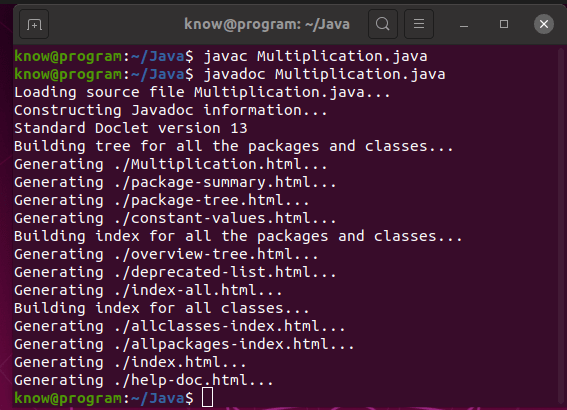 know@program: ~/Java
know@program:~/Java$ javac Multiplication.java
know@program:~/Java$ javadoc Multiplication.java
Loading source file Multiplication.java...
Constructing Javadoc information...
Standard Doclet version 13
Building tree for all the packages and classes...
Generating ./Multiplication.html...
Generating ./package-summary.html...
Generating ./package-tree.html...
Generating ./constant-values.html...
Building index for all the packages and classes...
Generating ./overview-tree.html...
Generating ./deprecated-list.html...
Generating ./index-all.html...
Building index for all classes...
Generating ./allclasses-index.html...
Generating ./allpackages-index.html...
Generating ./index.html...
Generating ./help-doc.html...
know@program:~/Java$